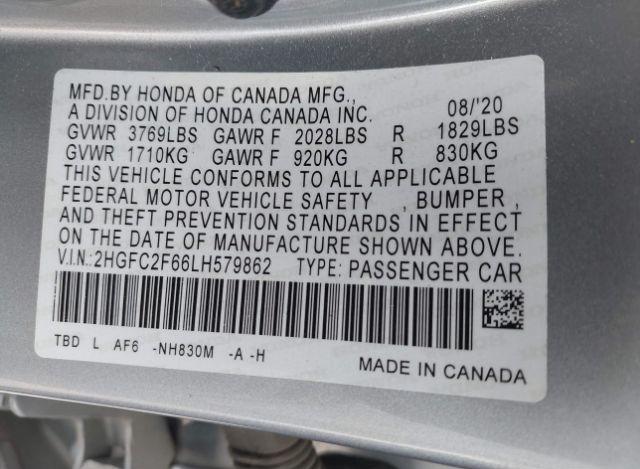 MFD.BY HONDA OF CANADA MFG.,
A DIVISION OF HONDA CANADA INC. 08/'20
GVWR 3769LBS GAWR F 2028LBS R 1829LBS
GVWR 1710KG GAWR F 920KG R 830KG
THIS VEHICLE CONFORMS TO ALL APPLICABLE
FEDERAL MOTOR VEHICLE SAFETY , BUMPER ,
AND THEFT PREVENTION STANDARDS IN EFFECT
ON THE DATE OF MANUFACTURE SHOWN ABOVE.
V.I.N:2HGFC2F66LH579862 TYPE: PASSENGER CAR
TBD L AF6 -NH830M -A -H
MADE IN CANADA